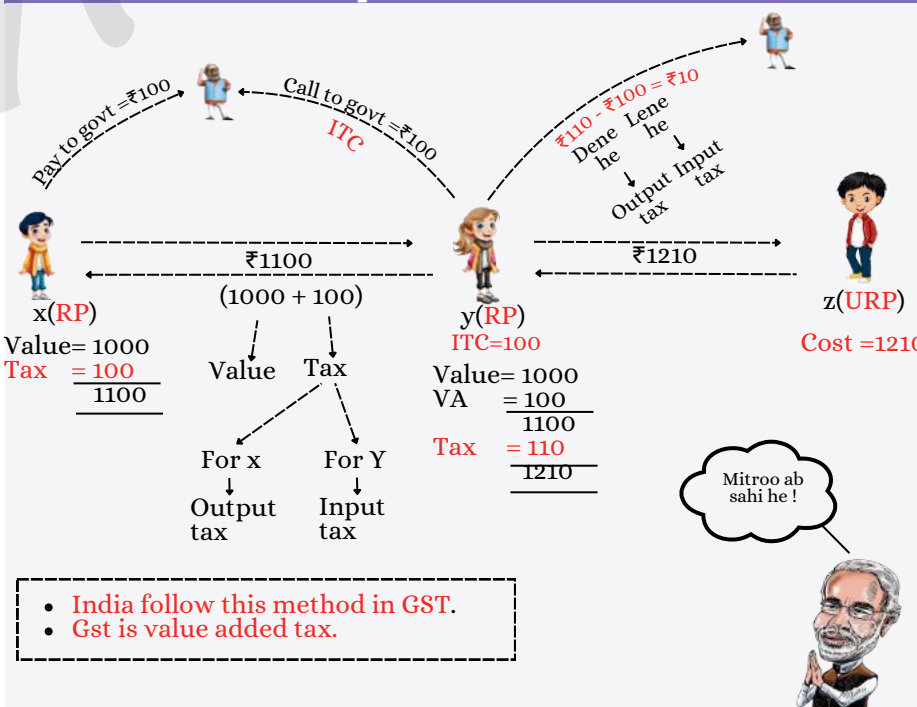 Pay to govt =₹100
Call to govt =₹100
ITC
₹110 - ₹100 = ₹10
Dene
he
Lene
he
Output
tax
Input
tax
₹1100
(1000 + 100)
₹1210
x(RP)
Value= 1000
Tax = 100
1100
Value
Tax
For x
For Y
Output
tax
Input
tax
y(RP)
ITC=100
Value= 1000
VA = 100
1100
Tax = 110
1210
z(URP)
Cost =1210
Mitroo ab
sahi he !
• India follow this method in GST.
• Gst is value added tax.